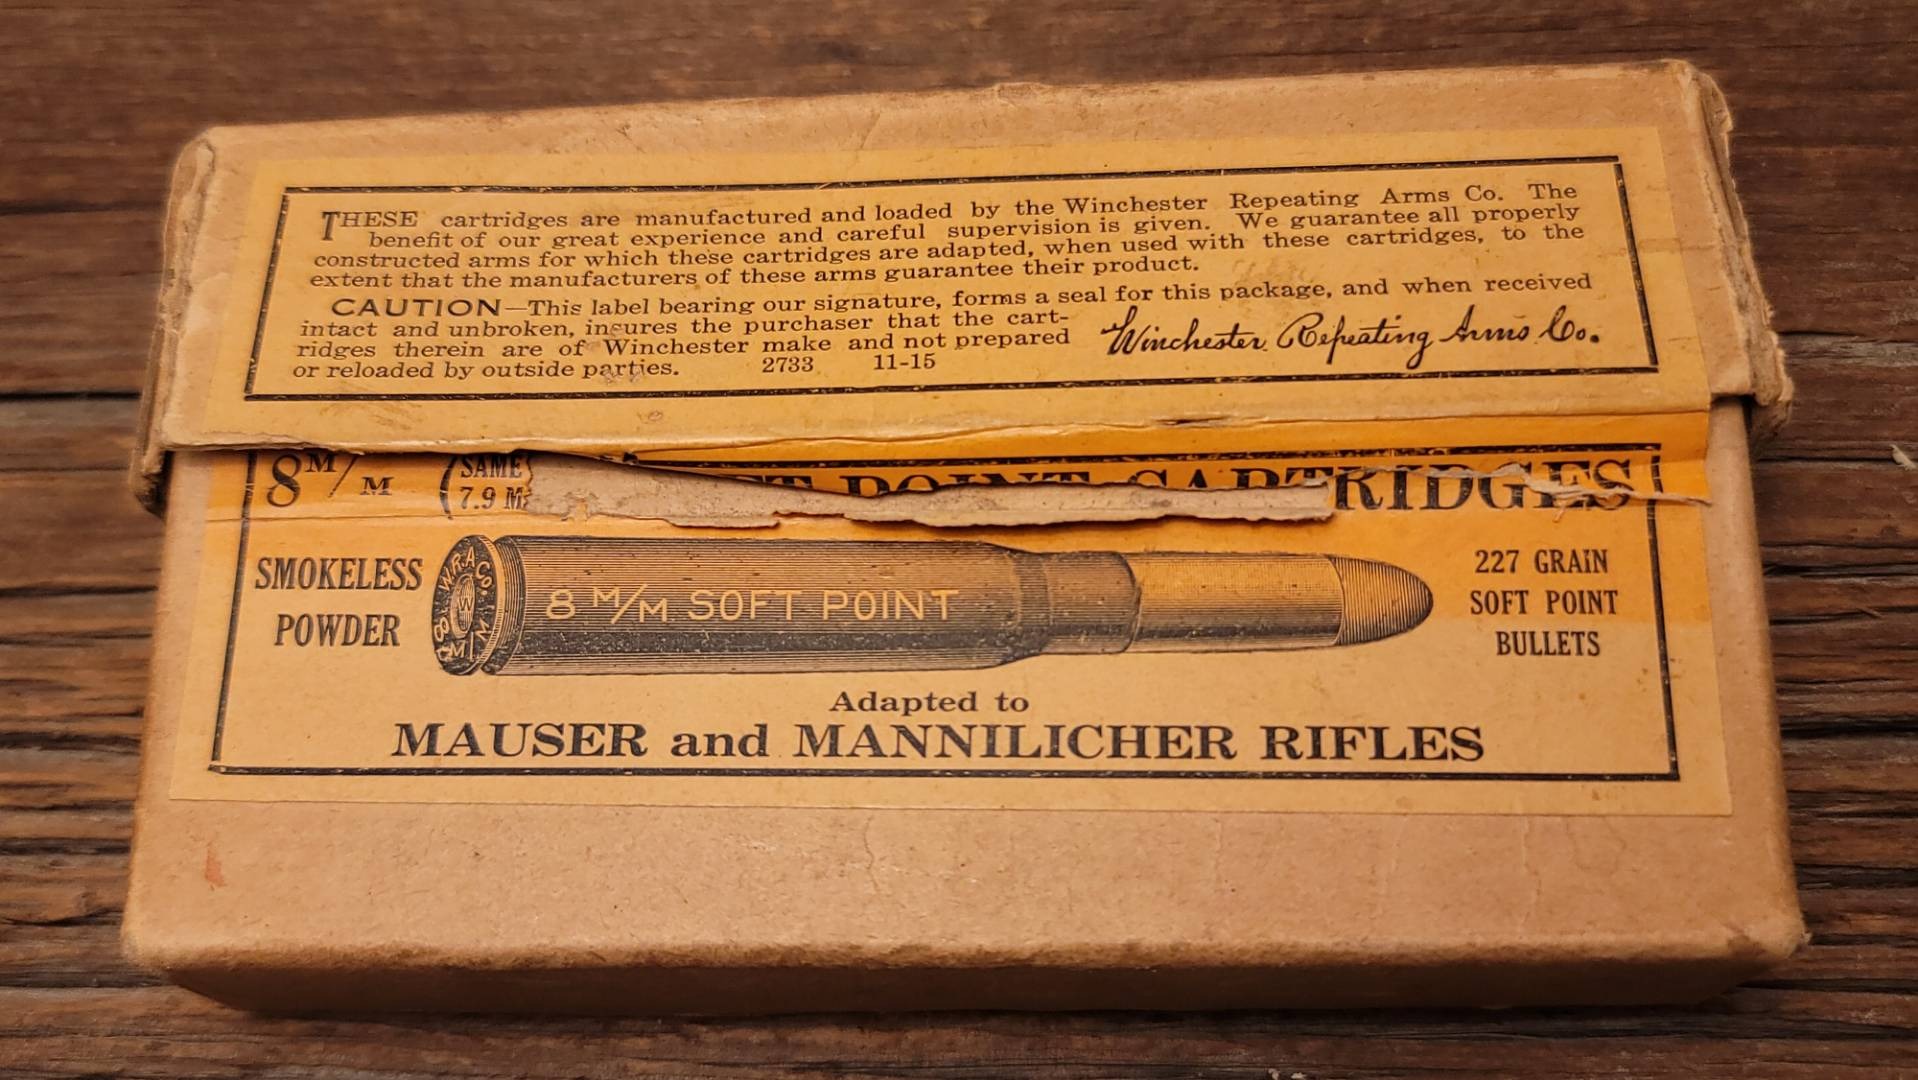 THESE cartridges are manufactured and loaded by the Winchester Repeating Arms Co. The
benefit of our great experience and careful supervision is given. We guarantee all properly
constructed arms for which these cartridges are adapted, when used with these cartridges, to the
extent that the manufacturers of these arms guarantee their product.
CAUTION—This label bearing our signature, forms a seal for this package, and when received
intact and unbroken, insures the purchaser that the cart-
ridges therein are of Winchester make and not prepared
or reloaded by outside parties. 2733 11-15
Winchester Repeating Arms Co.
8 M/M (SAME POINT CARTRIDGES
7.9
SMOKELESS
POWDER
W.R.A.CO.
W
8 M/M SOFT POINT
227 GRAIN
SOFT POINT
BULLETS
Adapted to
MAUSER and MANNILICHER RIFLES